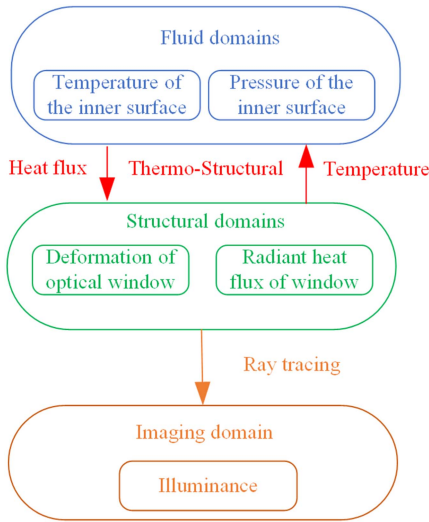 Fluid domains
Temperature of
the inner surface
Pressure of the
inner surface
Heat flux
Thermo-Structural
Temperature
Structural domains
Deformation of
optical window
Radiant heat
flux of window
Ray tracing
Imaging domain
Illuminance